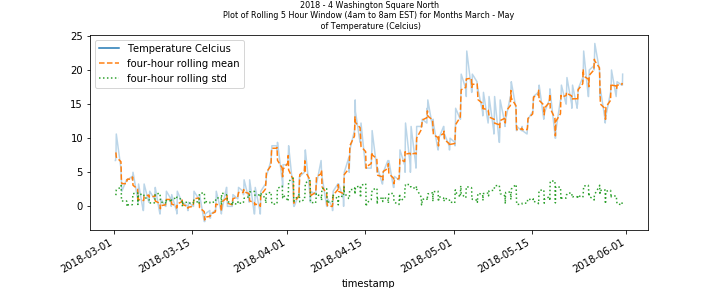 2018 - 4 Washington Square North
Plot of Rolling 5 Hour Window (4am to 8am EST) for Months March - May
of Temperature (Celcius)
25
20
15
10
5
0
Temperature Celcius
four-hour rolling mean
four-hour rolling std
2018-03-01
2018-03-15
2018-04-01
2018-04-15
2018-05-01
2018-05-15
2018-06-01
timestamp